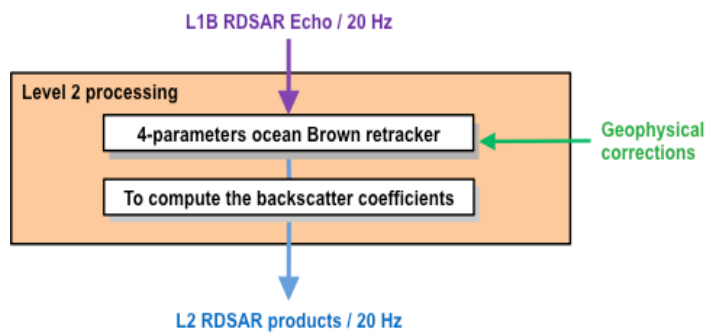 L1B RDSAR Echo / 20 Hz
Level 2 processing
4-parameters ocean Brown retracker
Geophysical
corrections
To compute the backscatter coefficients
L2 RDSAR products / 20 Hz